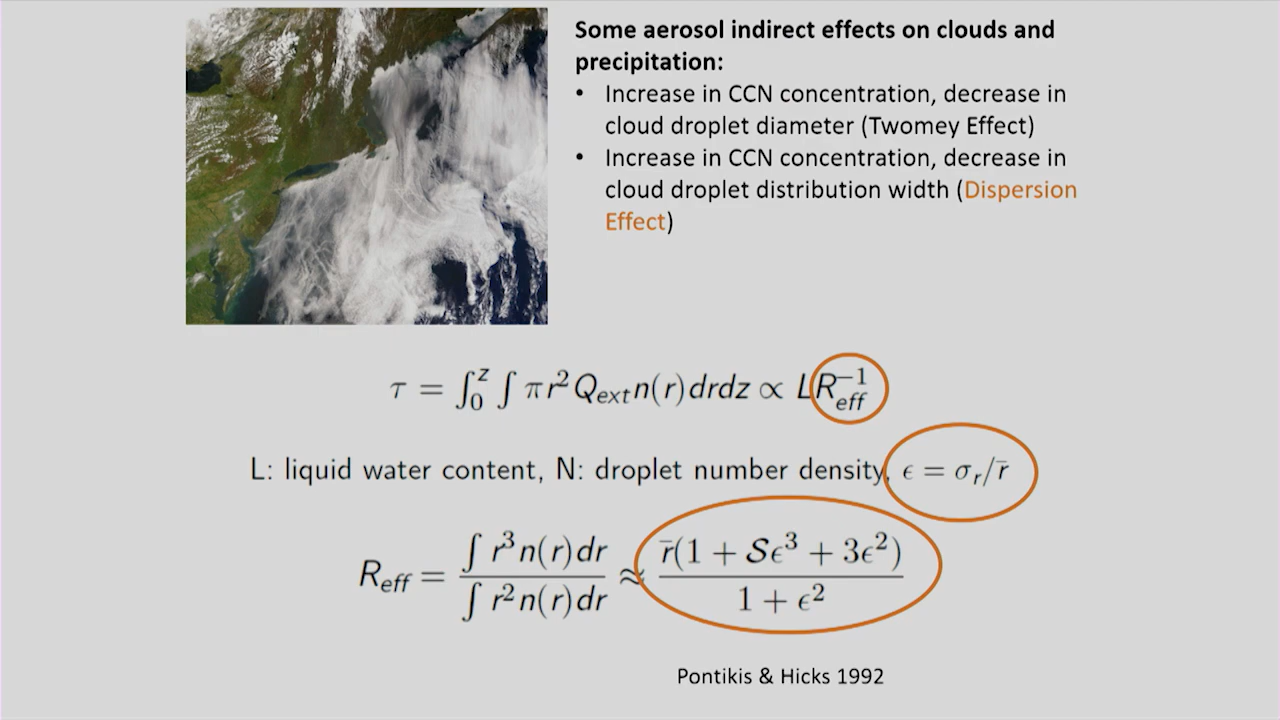 Some aerosol indirect effects on clouds and
precipitation:
• Increase in CCN concentration, decrease in
cloud droplet diameter (Twomey Effect)
• Increase in CCN concentration, decrease in
cloud droplet distribution width (Dispersion
Effect)
τ = ∫₀ᶻ ∫ πr²Q_ext n(r)drdz ∝ LR_eff⁻¹
L: liquid water content, N: droplet number density, ϵ = σ_r/r̄
R_eff = ∫ r³n(r)dr / ∫ r²n(r)dr ≈ r̄(1 + 𝒮ϵ³ + 3ϵ²) / 1 + ϵ²
Pontikis & Hicks 1992